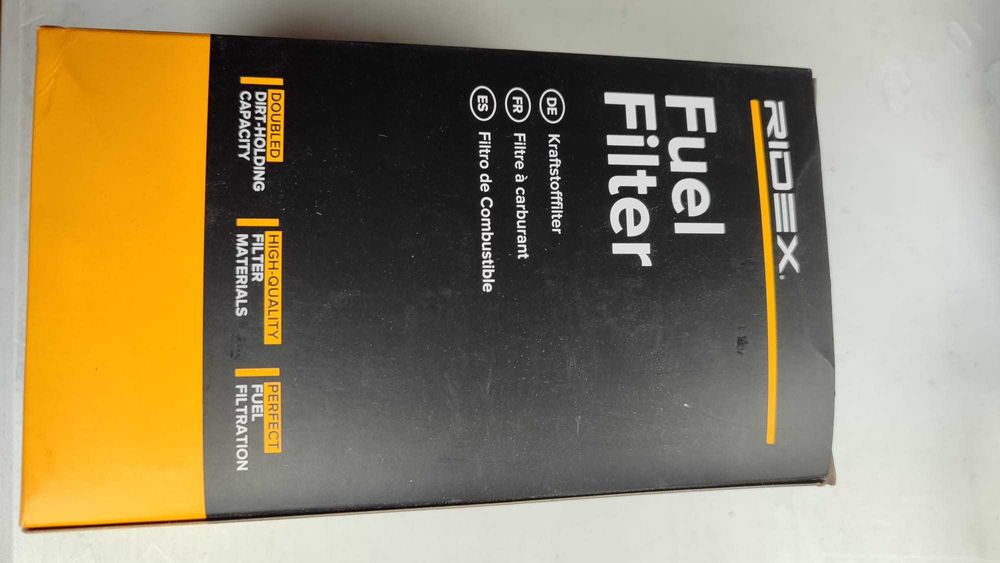 RIDEX®
Fuel
Filter
DE Kraftstofffilter
FR Filtre à carburant
ES Filtro de Combustible
DOUBLED
DIRT-HOLDING
CAPACITY
HIGH-QUALITY
FILTER
MATERIALS
PERFECT
FUEL
FILTRATION